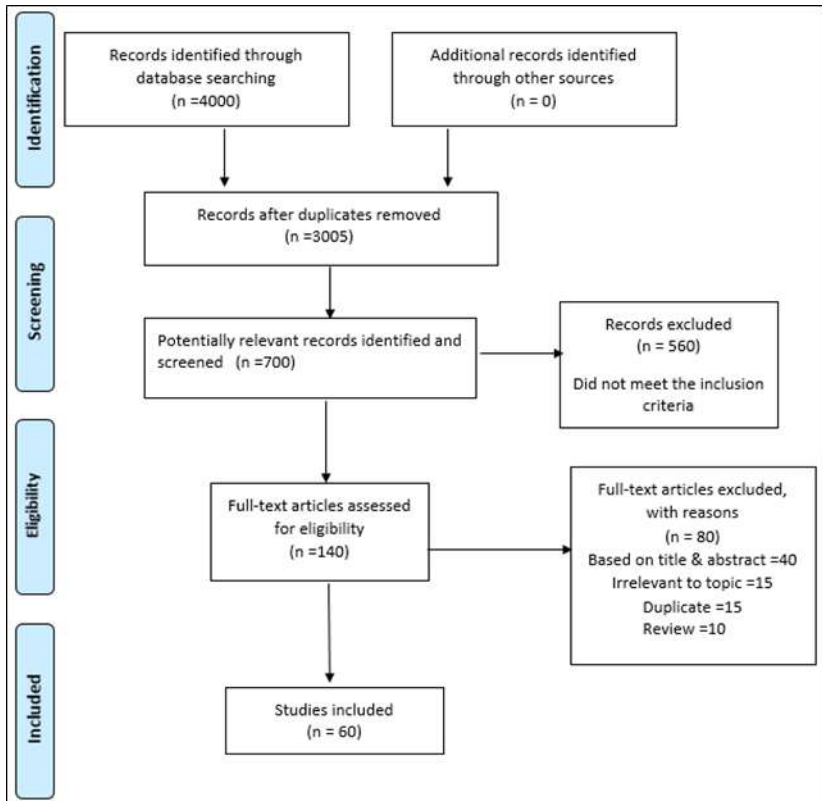 Identification
Records identified through
database searching
(n =4000)
Additional records identified
through other sources
(n = 0)
Records after duplicates removed
(n =3005)
Screening
Potentially relevant records identified and
screened (n =700)
Records excluded
(n = 560)
Did not meet the inclusion
criteria
Eligibility
Full-text articles assessed
for eligibility
(n =140)
Full-text articles excluded,
with reasons
(n = 80)
Based on title & abstract =40
Irrelevant to topic =15
Duplicate =15
Review =10
Included
Studies included
(n = 60)